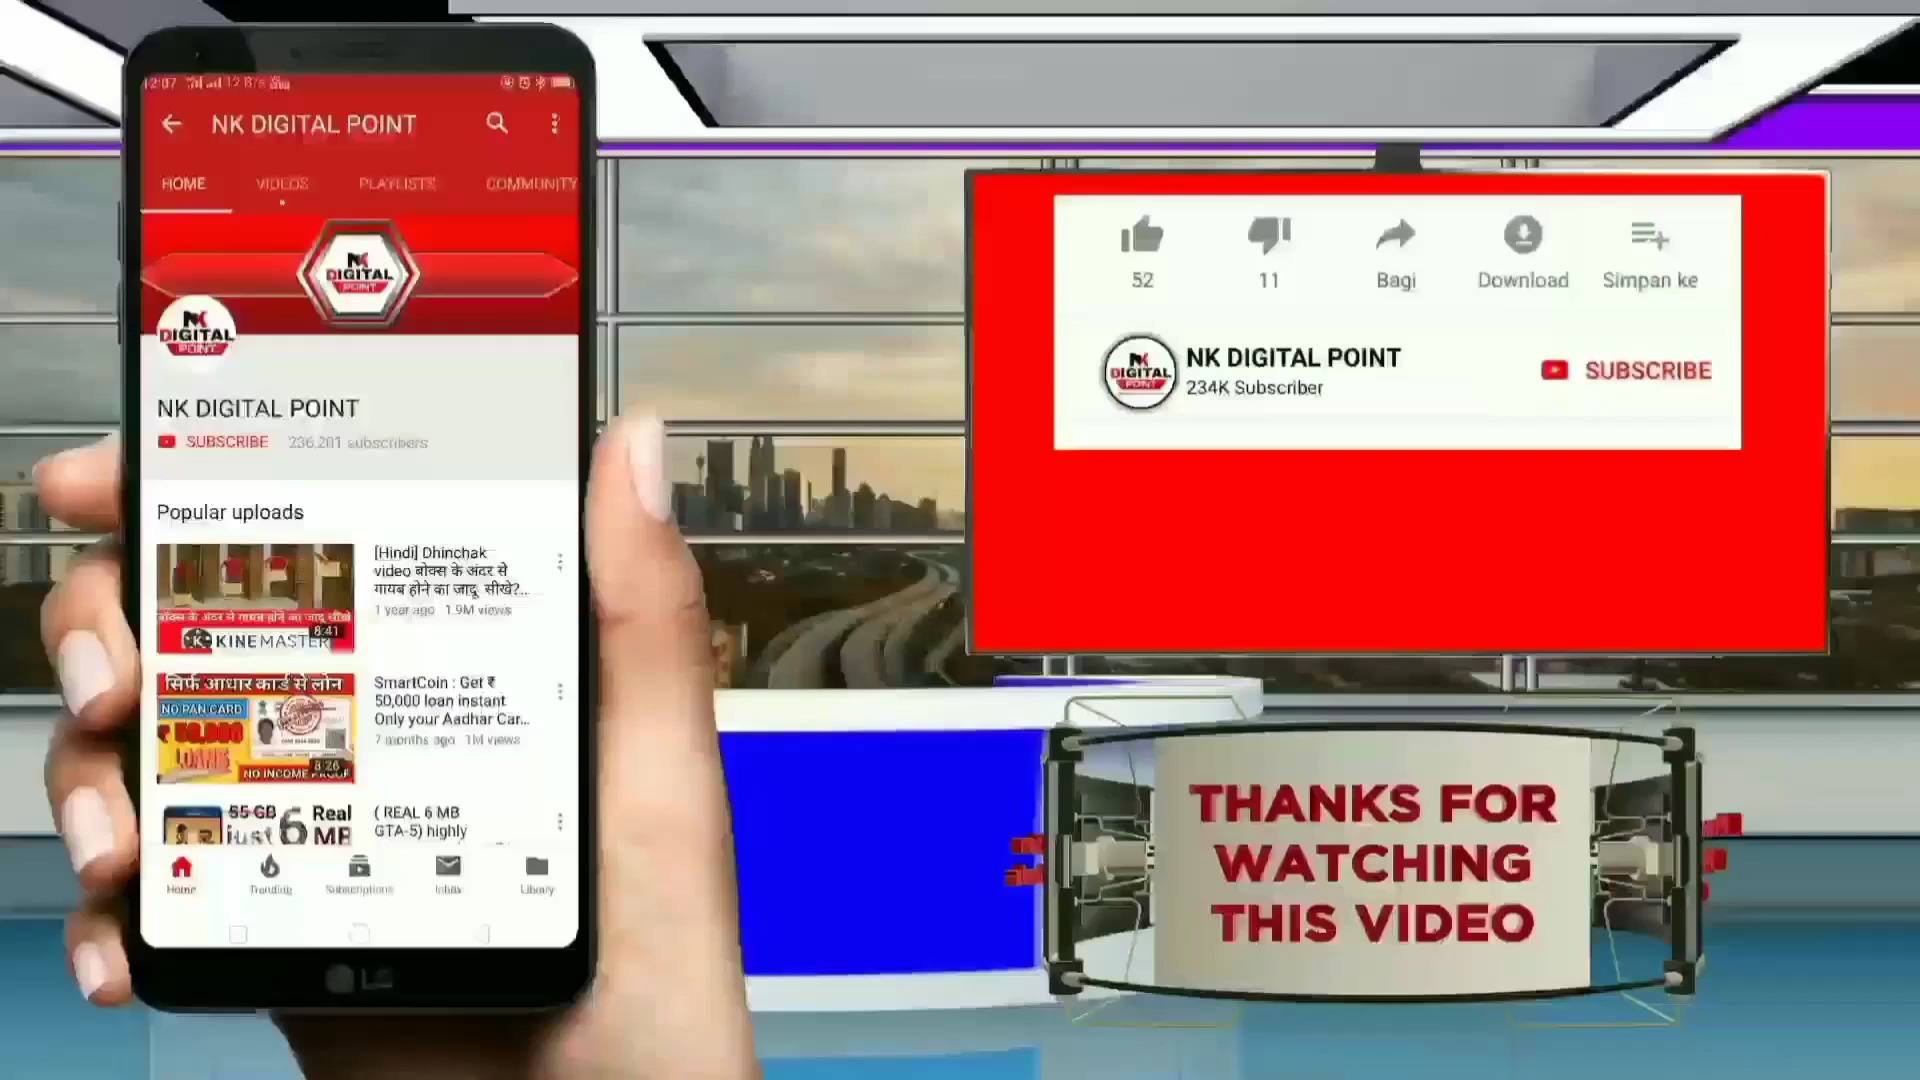 12:07
NK DIGITAL POINT
HOME VIDEOS PLAYLISTS COMMUNITY
NK
DIGITAL
POINT
NK
DIGITAL
POINT
NK DIGITAL POINT
SUBSCRIBE 236,201 subscribers
Popular uploads
[Hindi] Dhinchak
video बोक्स के अंदर से
गायब होने का जादू सीखे?...
1 year ago 1.9M views
बोक्स के अंदर से गायब होने का जादू सीखे
8:41
KINEMASTER
SmartCoin : Get ₹
50,000 loan instant
Only your Aadhar Car...
7 months ago 1M views
सिर्फ आधार कार्ड से लोन
NO PAN CARD
₹ 50,000
LOANS
8:26
NO INCOME PROOF
( REAL 6 MB
GTA-5) highly
55 GB
just 6 Real
MB
Home Trending Subscriptions Inbox Library
LG
52 11 Bagi Download Simpan ke
NK
DIGITAL
POINT
NK DIGITAL POINT
234K Subscriber
SUBSCRIBE
THANKS FOR
WATCHING
THIS VIDEO